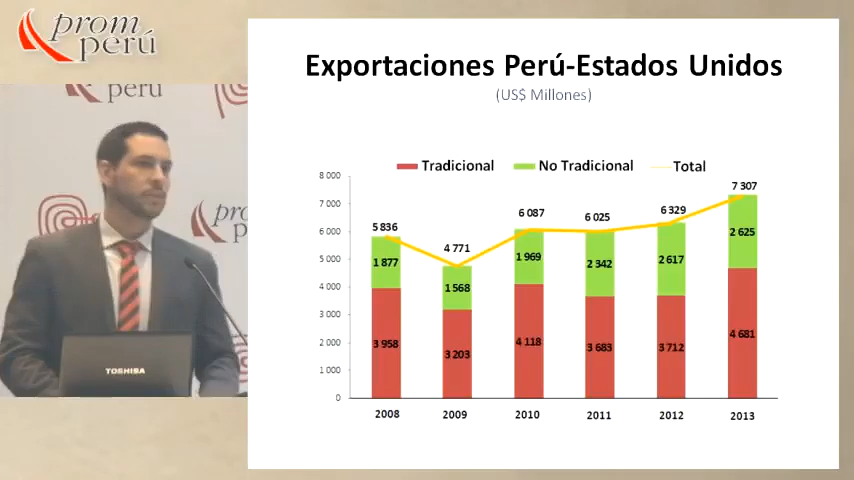 prom
perú
perú
pro
p
TOSHIBA
Exportaciones Perú-Estados Unidos
(US$ Millones)
Tradicional No Tradicional Total
8 000
7 000
6 000
5 000
4 000
3 000
2 000
1 000
0
5 836 4 771 6 087 6 025 6 329 7 307
1 877 1 568 1 969 2 342 2 617 2 625
3 958 3 203 4 118 3 683 3 712 4 681
2008 2009 2010 2011 2012 2013